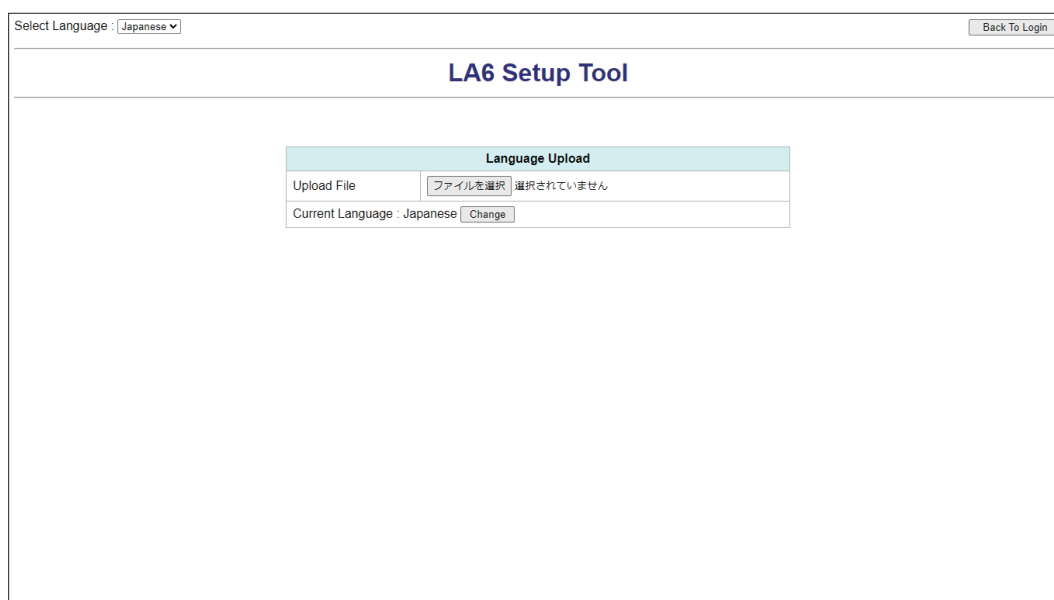 Select Language : Japanese Back To Login
LA6 Setup Tool
Language Upload
Upload File ファイルを選択 選択されていません
Current Language : Japanese Change